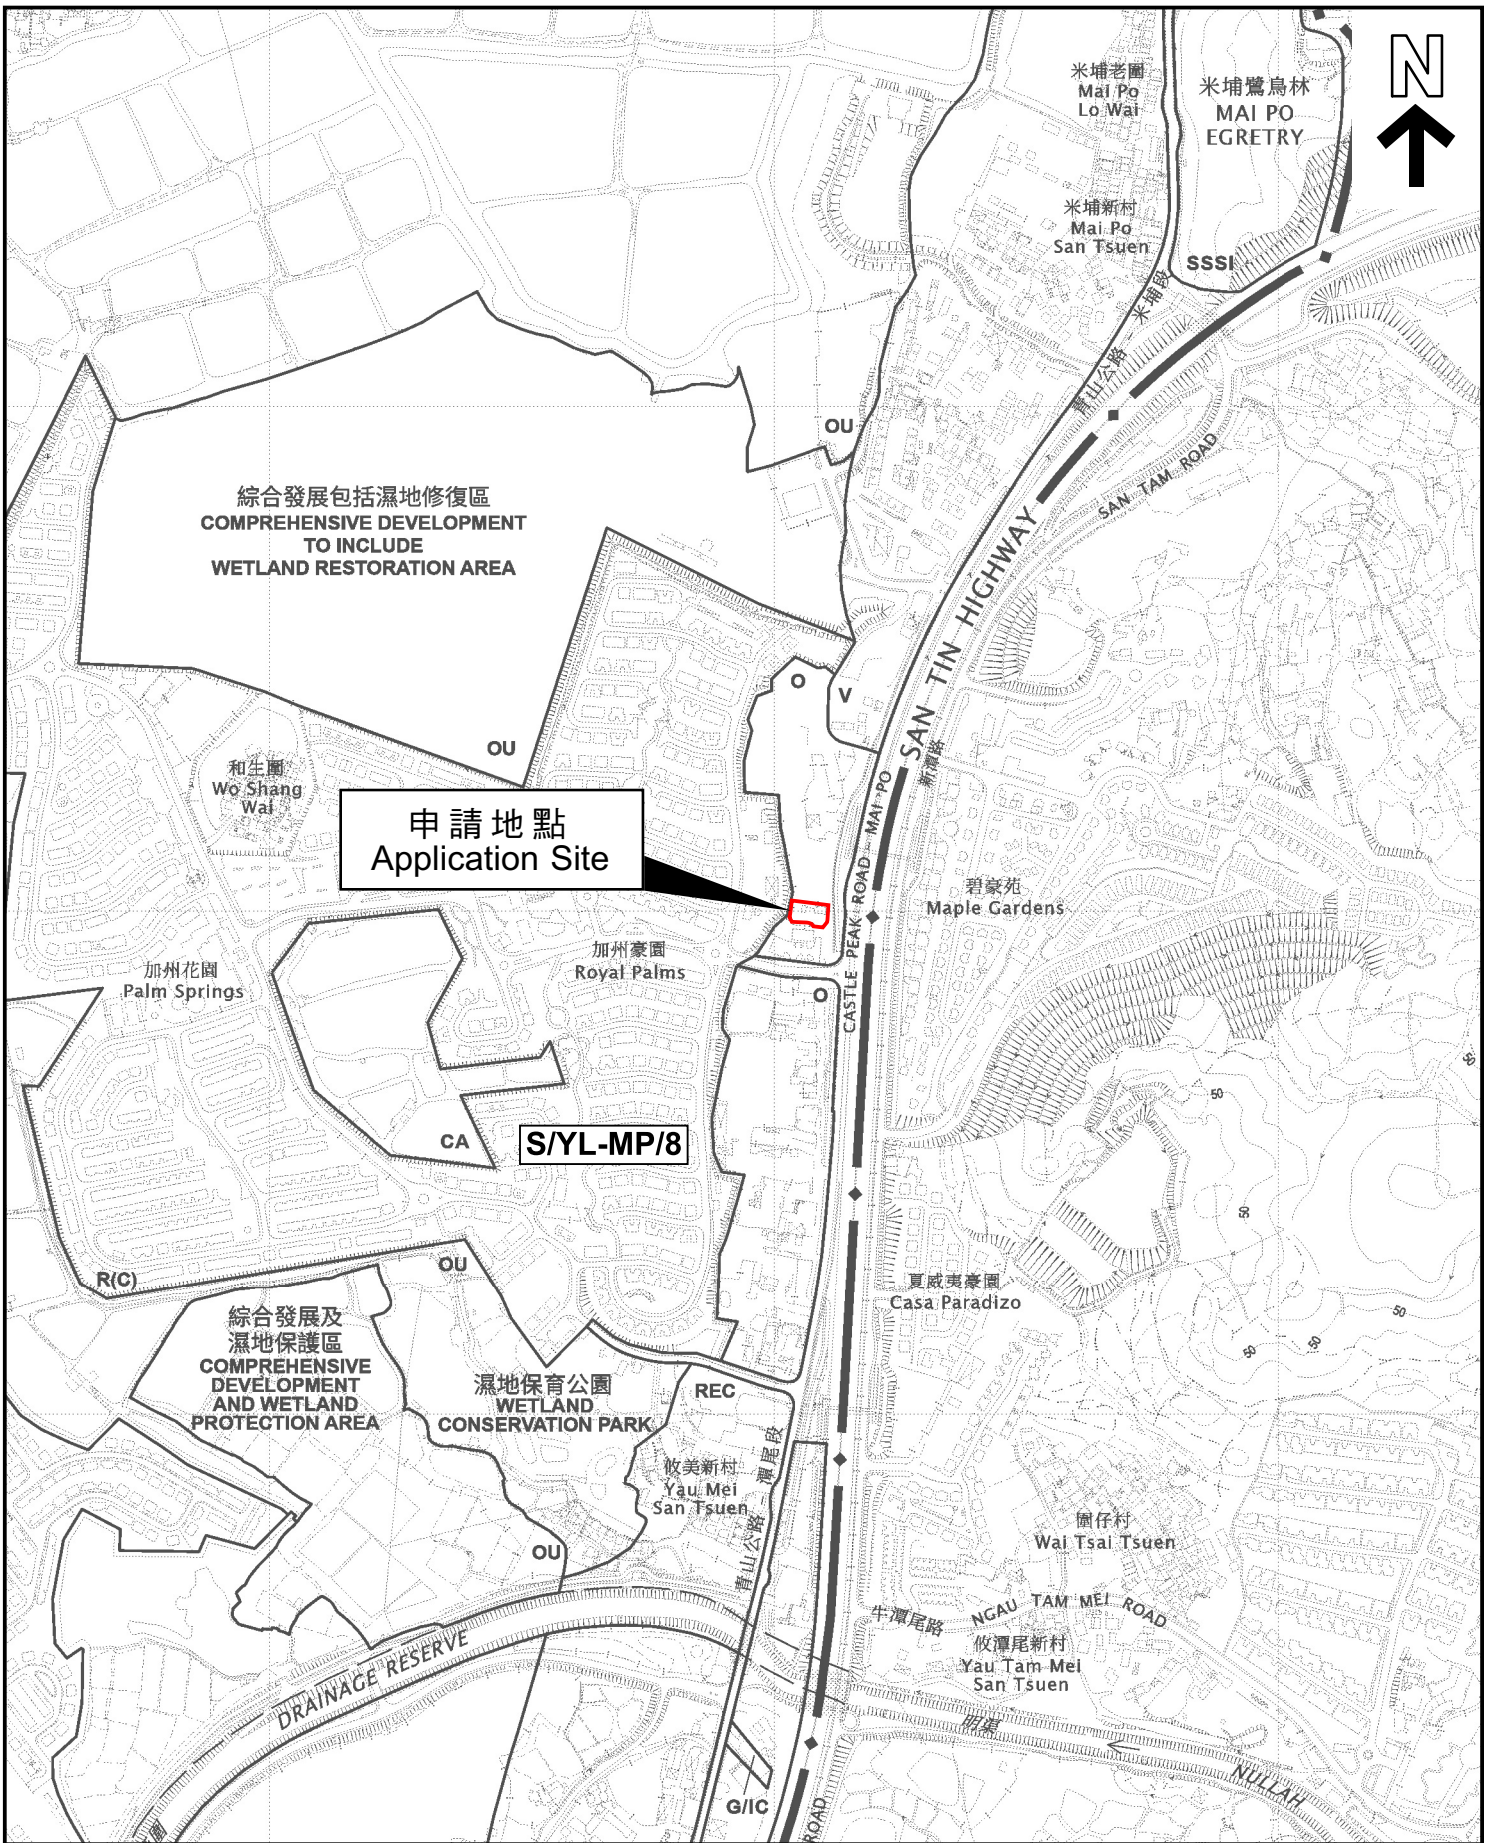 米埔老圍
Mai Po
Lo Wai
米埔鷺鳥林
MAI PO
EGRETRY
N
米埔新村
Mai Po
San Tsuen
SSSI
青山公路 - 米埔段
OU
SAN TAM ROAD
綜合發展包括濕地修復區
COMPREHENSIVE DEVELOPMENT
TO INCLUDE
WETLAND RESTORATION AREA
SAN TIN HIGHWAY
O
V
OU
新潭路
和生圍
Wo Shang
Wai
申請地點
Application Site
CASTLE PEAK ROAD - MAI PO
碧豪苑
Maple Gardens
加州豪園
Royal Palms
加州花園
Palm Springs
O
50
50
CA
S/YL-MP/8
50
OU
R(C)
夏威夷豪園
Casa Paradizo
50
50
50
綜合發展及
濕地保護區
COMPREHENSIVE
DEVELOPMENT
AND WETLAND
PROTECTION AREA
濕地保育公園
WETLAND
CONSERVATION PARK
REC
青山公路 - 潭尾段
攸美新村
Yau Mei
San Tsuen
圍仔村
Wai Tsai Tsuen
OU
牛潭尾路
NGAU TAM MEI ROAD
攸潭尾新村
Yau Tam Mei
San Tsuen
DRAINAGE RESERVE
明渠
NULLAH
G/IC
ROAD